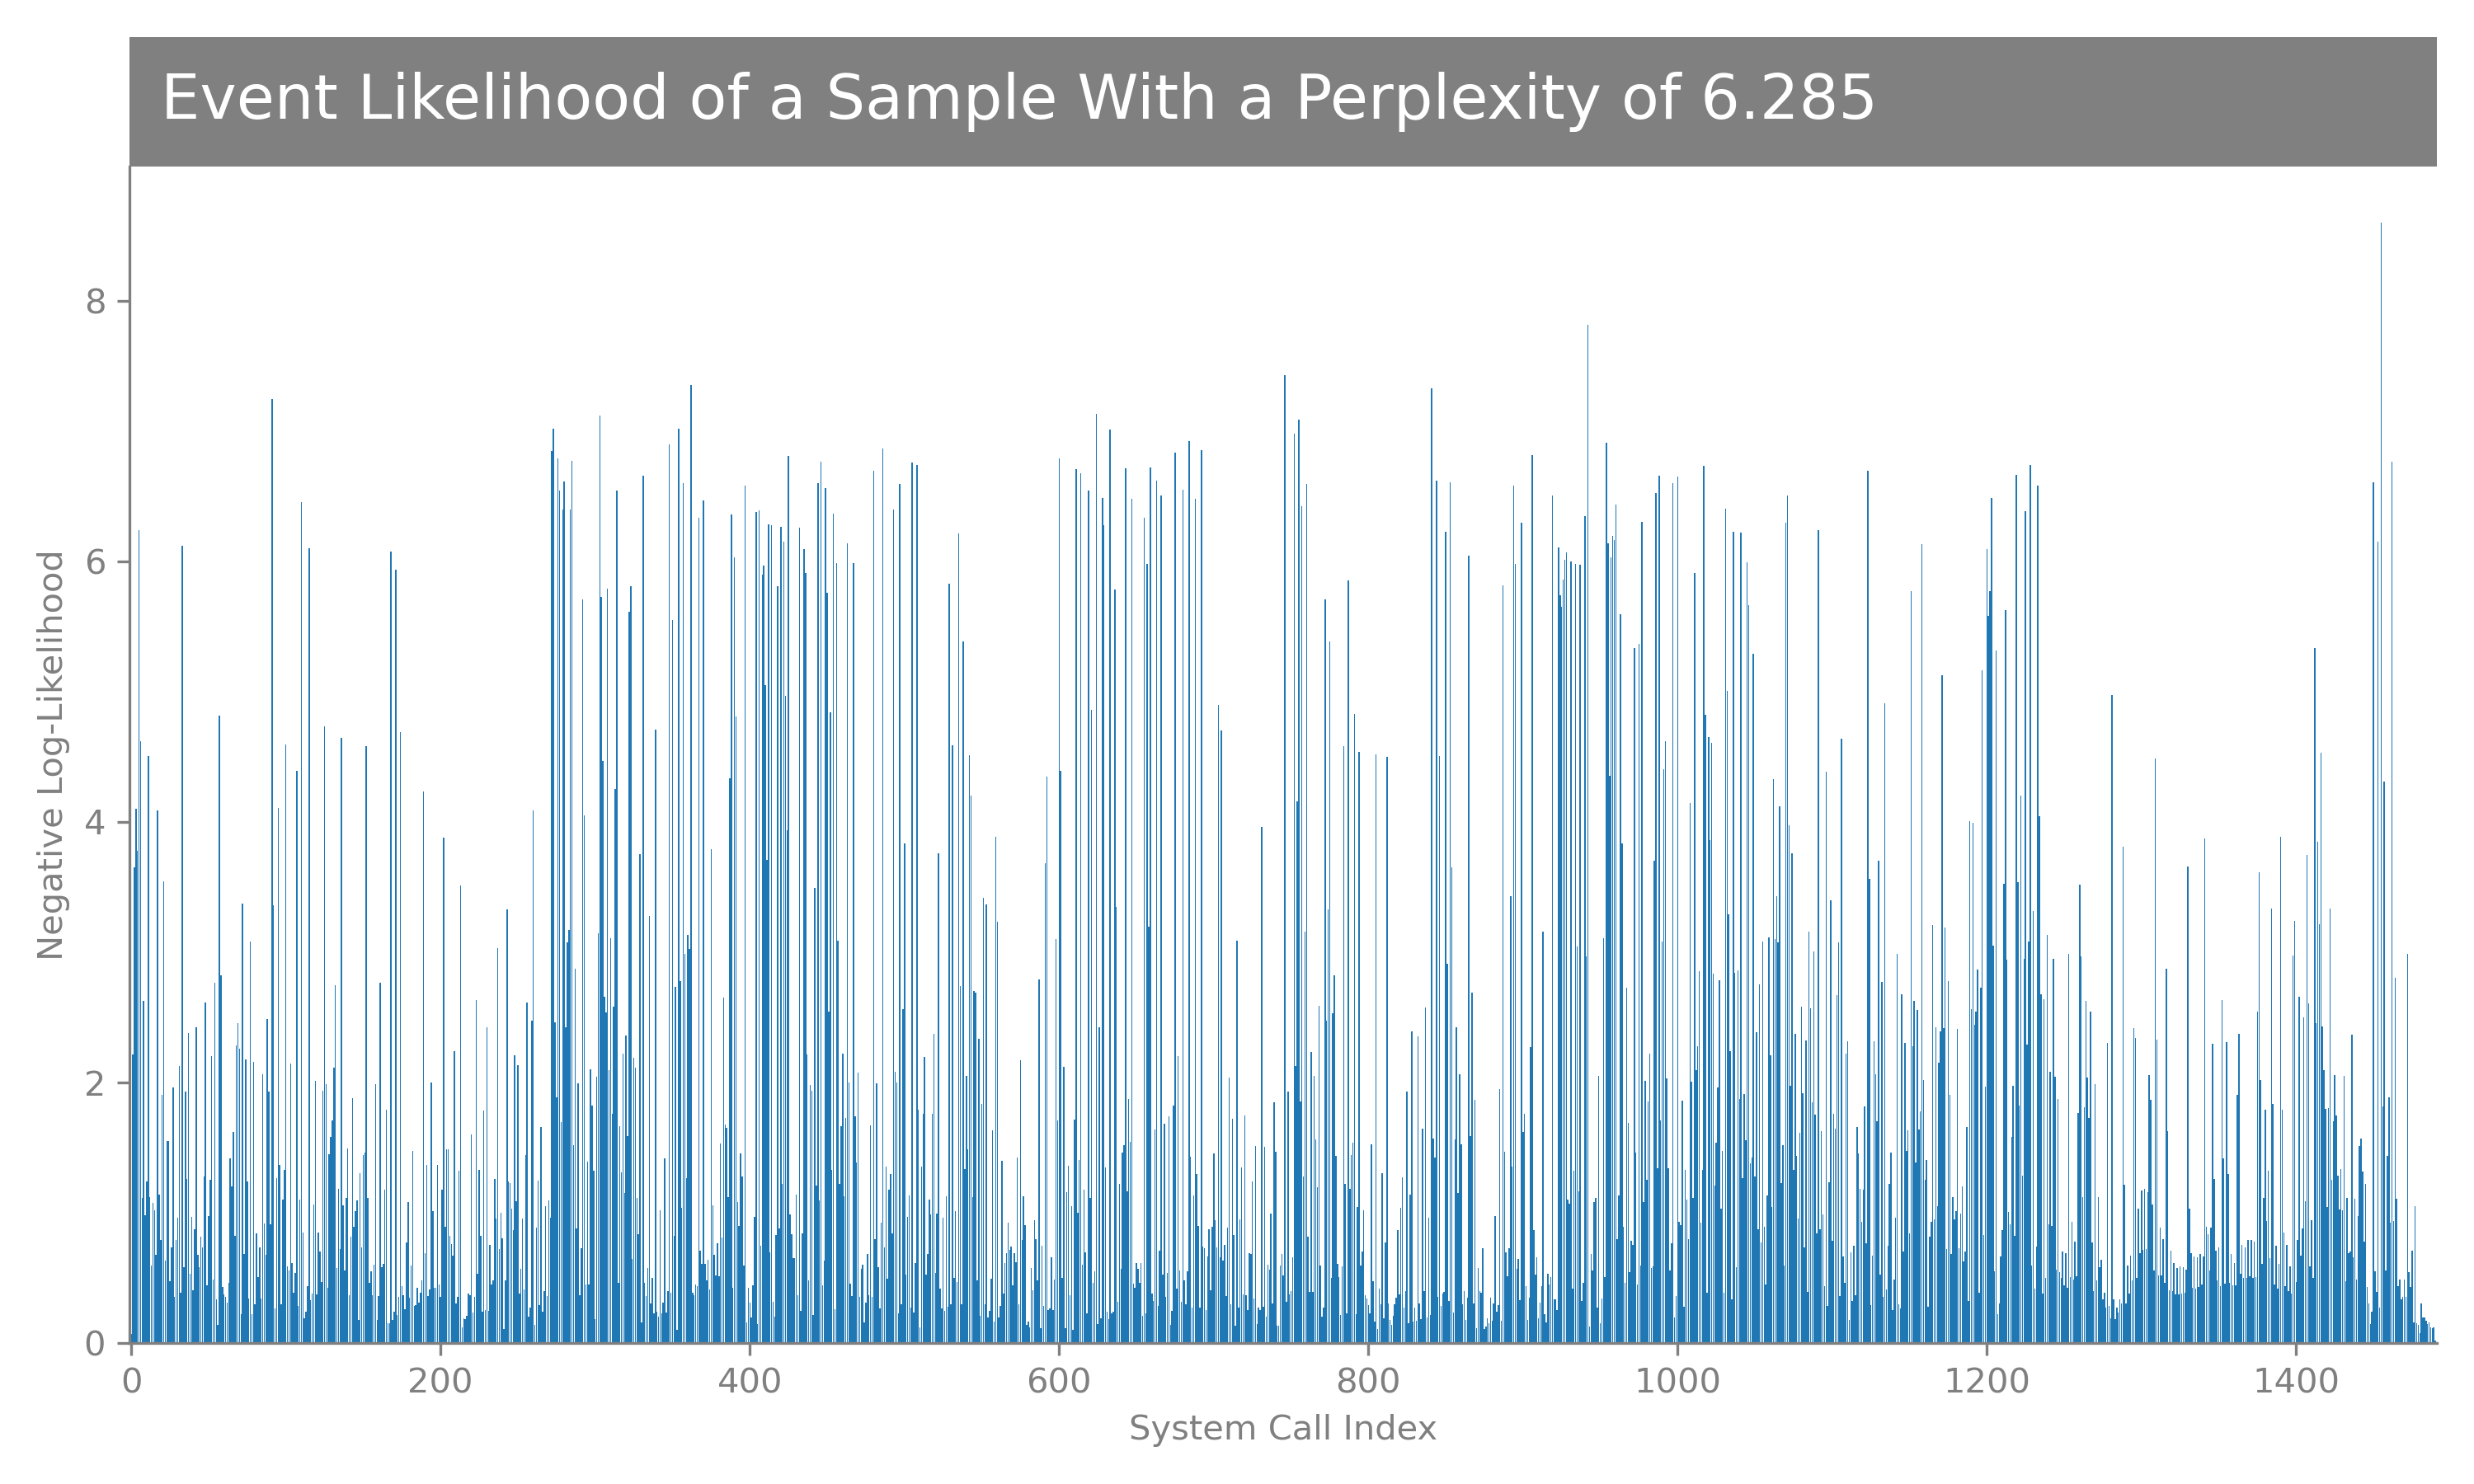 Event Likelihood of a Sample With a Perplexity of 6.285
8
6
4
2
0
Negative Log-Likelihood
0 200 400 600 800 1000 1200 1400
System Call Index